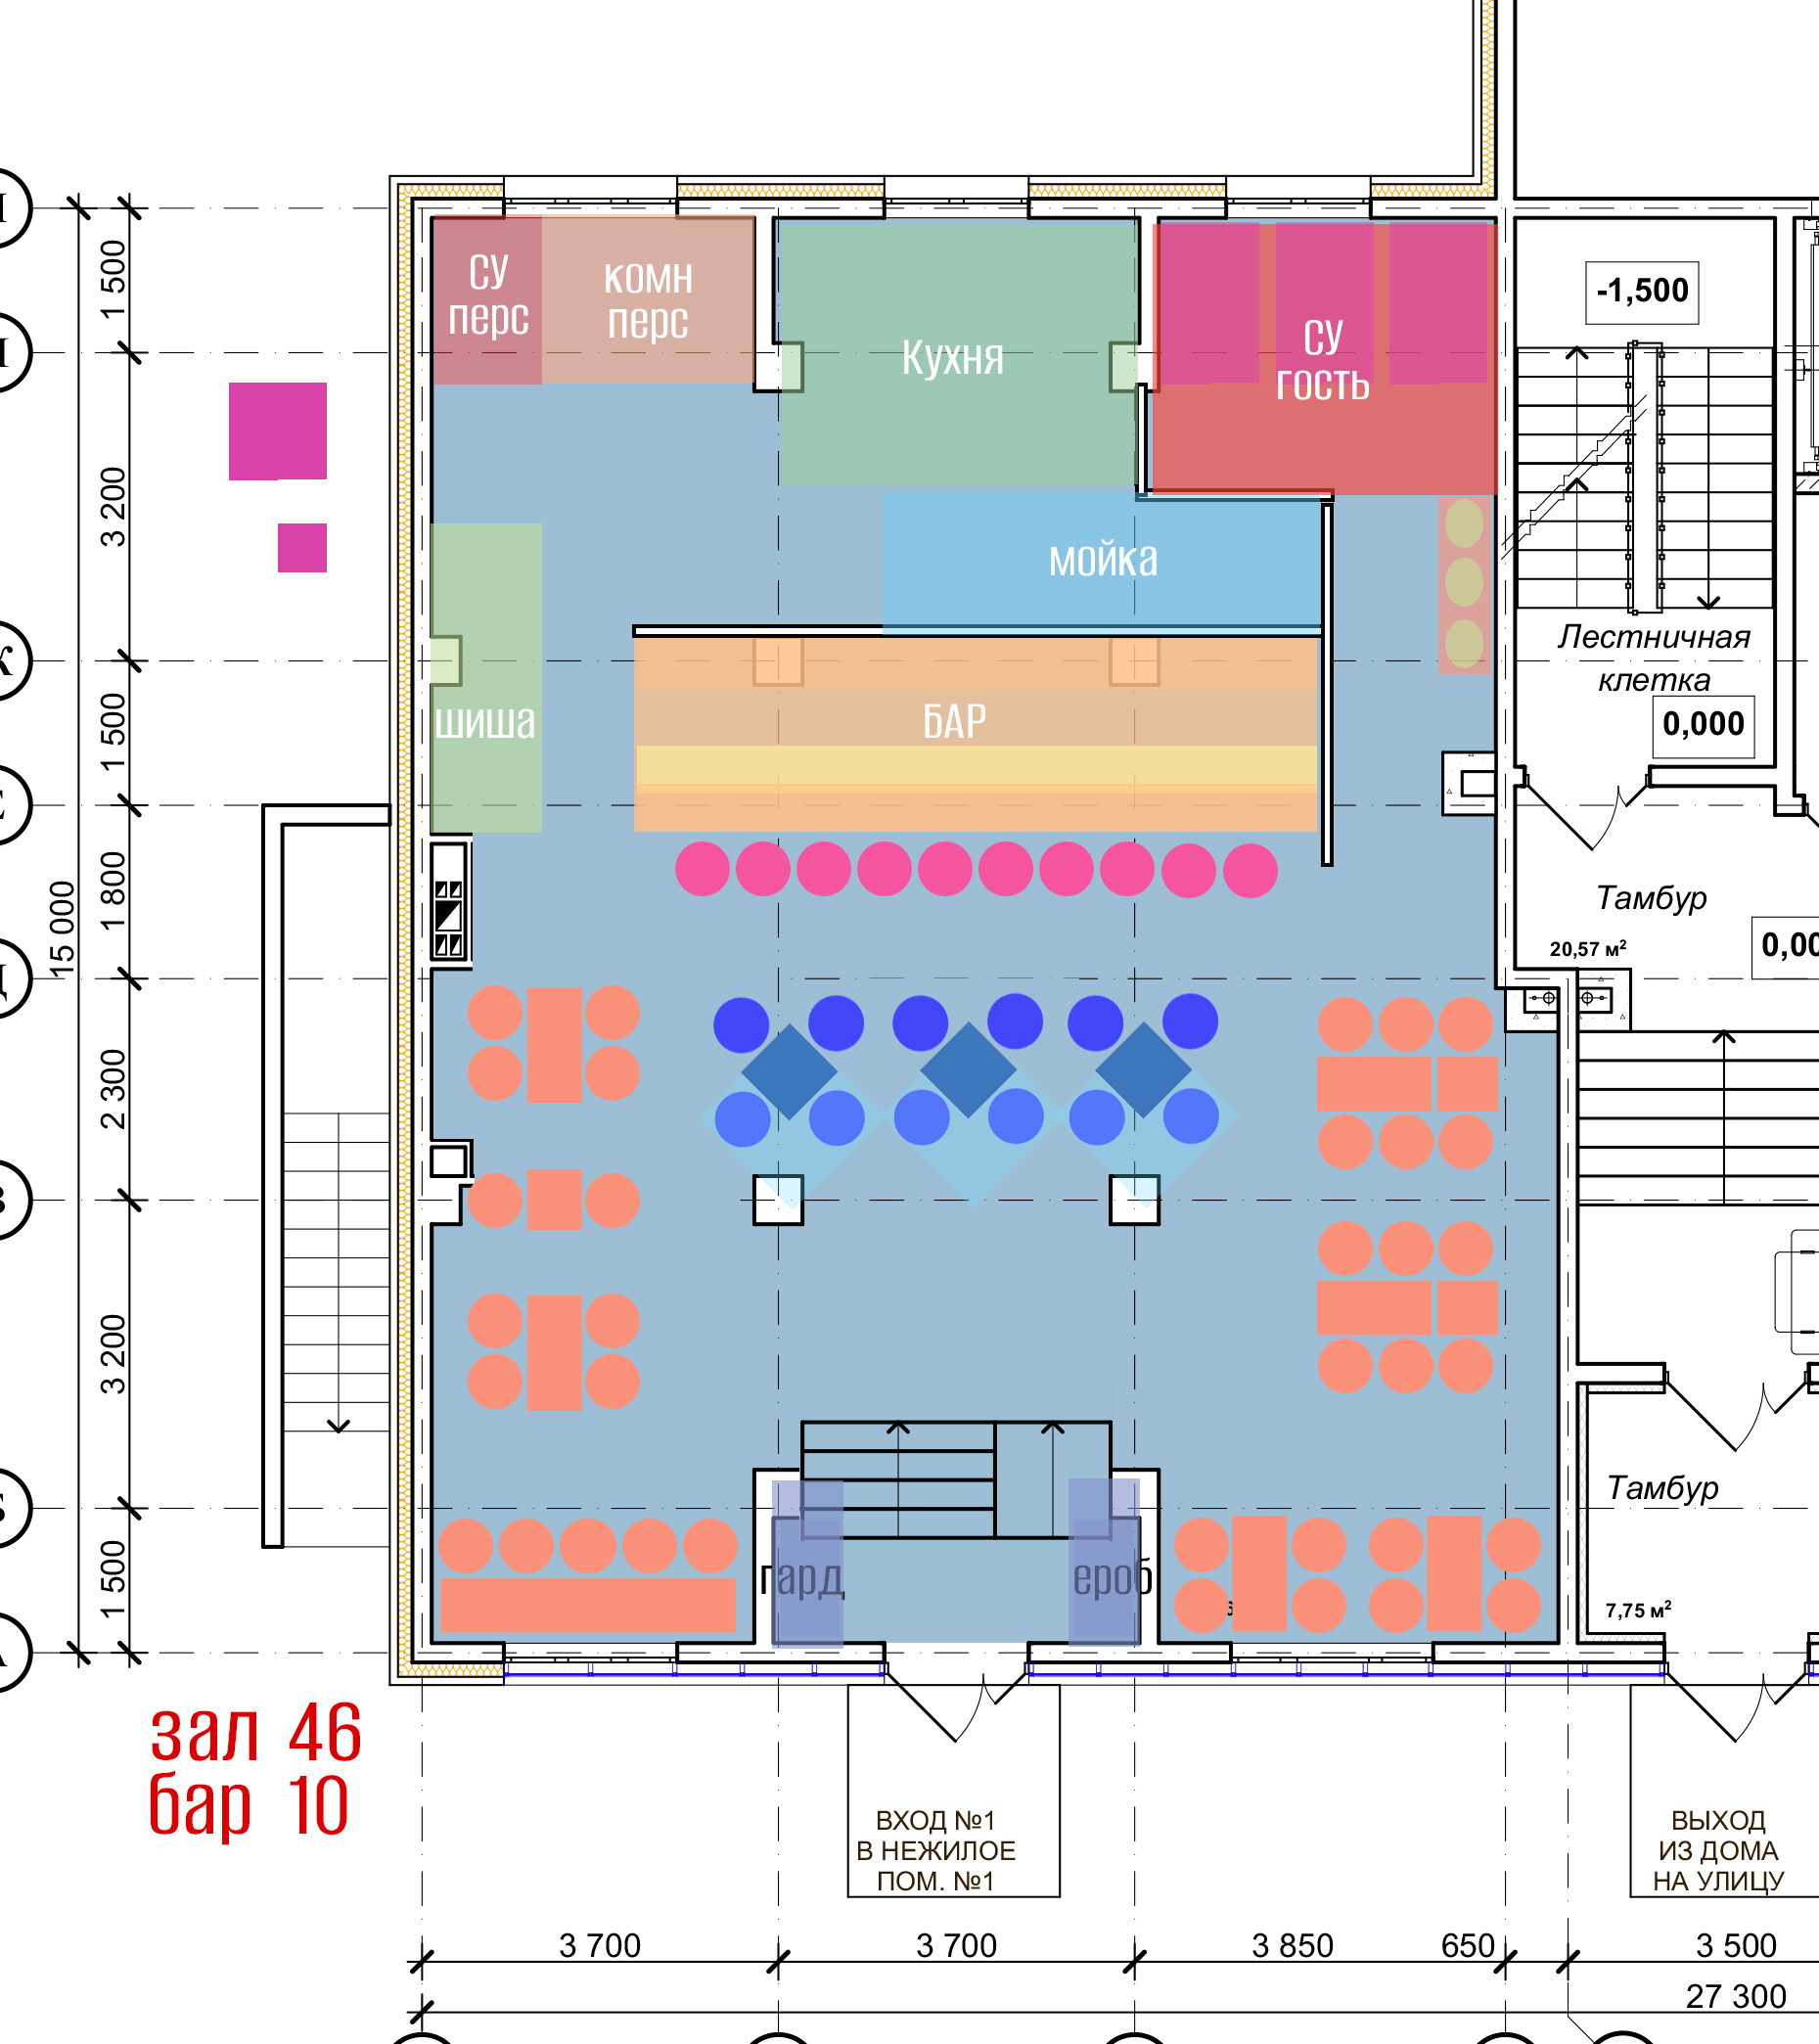 СУ
перс
комн
перс
Кухня
СУ
гость
-1,500
мойка
Лестничная
клетка
0,000
шиша
БАР
Тамбур
20,57 м²
0,00
Тамбур
7,75 м²
гард
ероб
1 500
3 200
1 500
1 800
2 300
3 200
1 500
15 000
зал 46
бар 10
ВХОД №1
В НЕЖИЛОЕ
ПОМ. №1
ВЫХОД
ИЗ ДОМА
НА УЛИЦУ
3 700
3 700
3 850
650
3 500
27 300